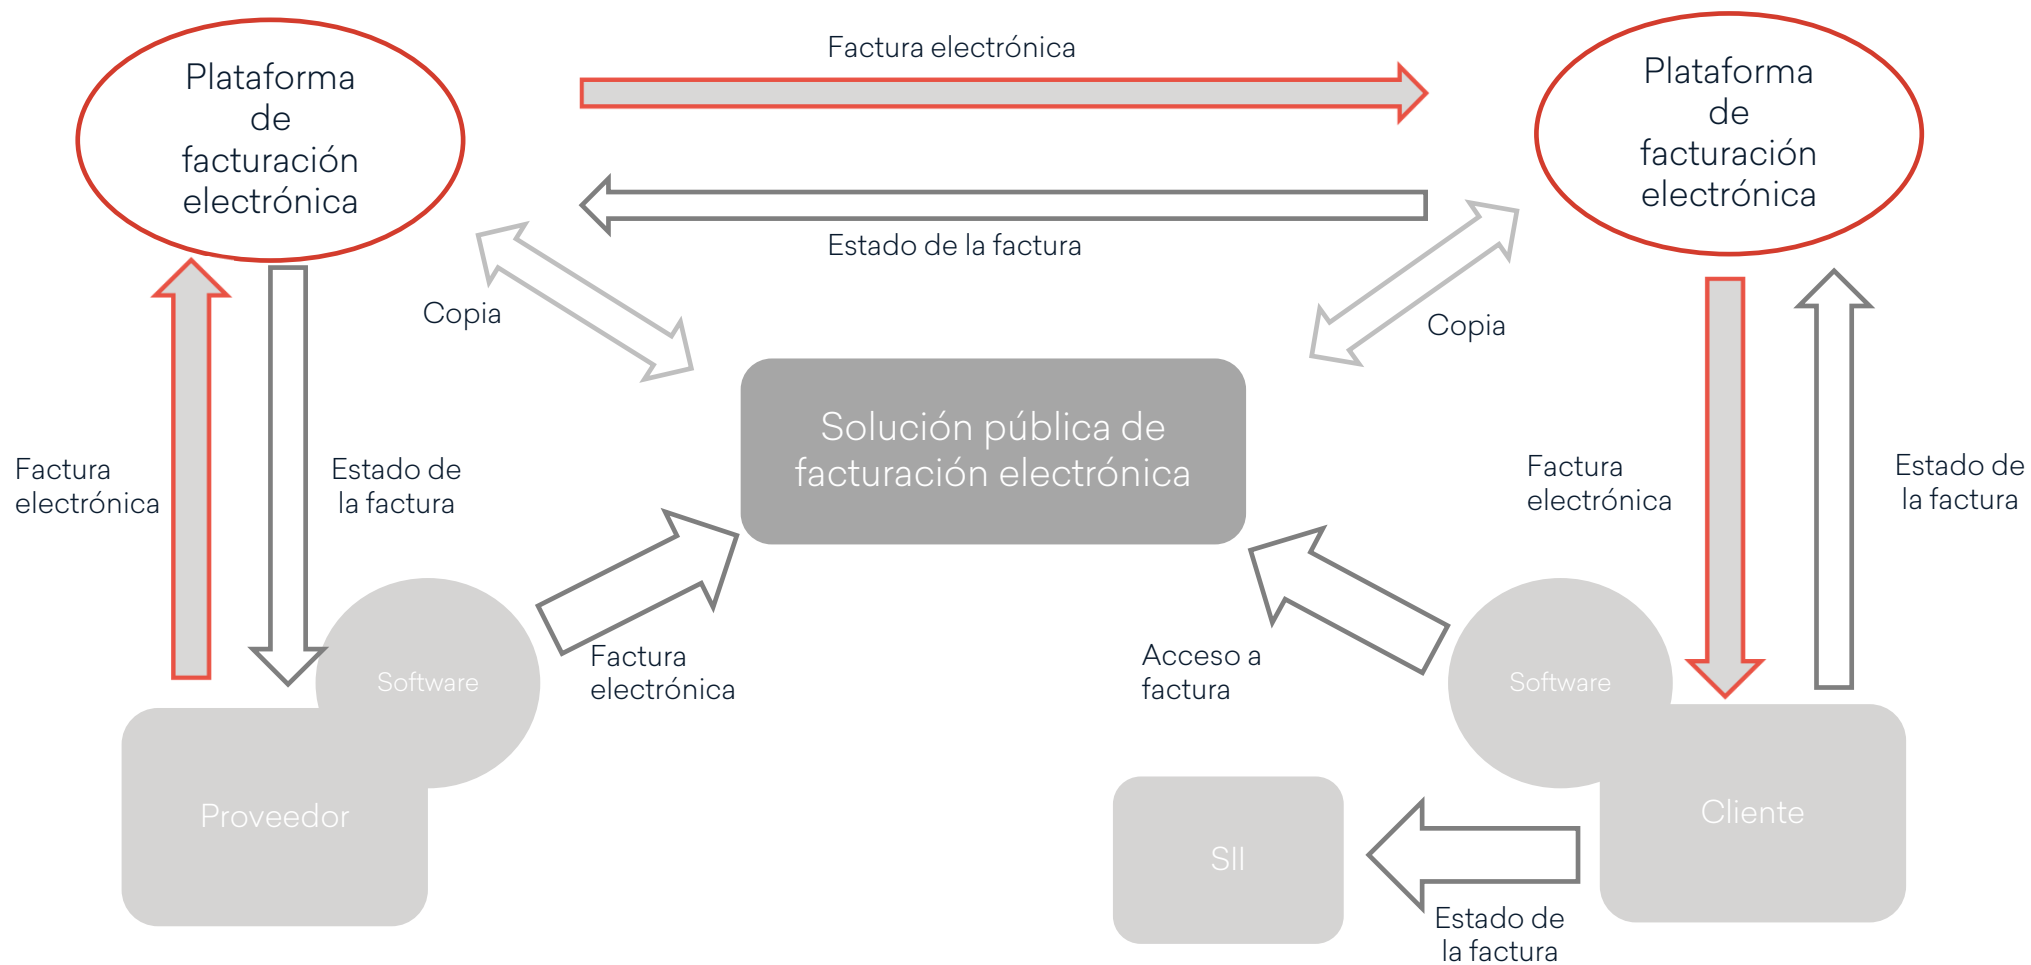 Plataforma
de
facturación
electrónica
Factura electrónica
Plataforma
de
facturación
electrónica
Estado de la factura
Copia
Copia
Solución pública de
facturación electrónica
Factura
electrónica
Estado de
la factura
Factura
electrónica
Estado de
la factura
Software
Factura
electrónica
Acceso a
factura
Software
Proveedor
Cliente
SII
Estado de
la factura